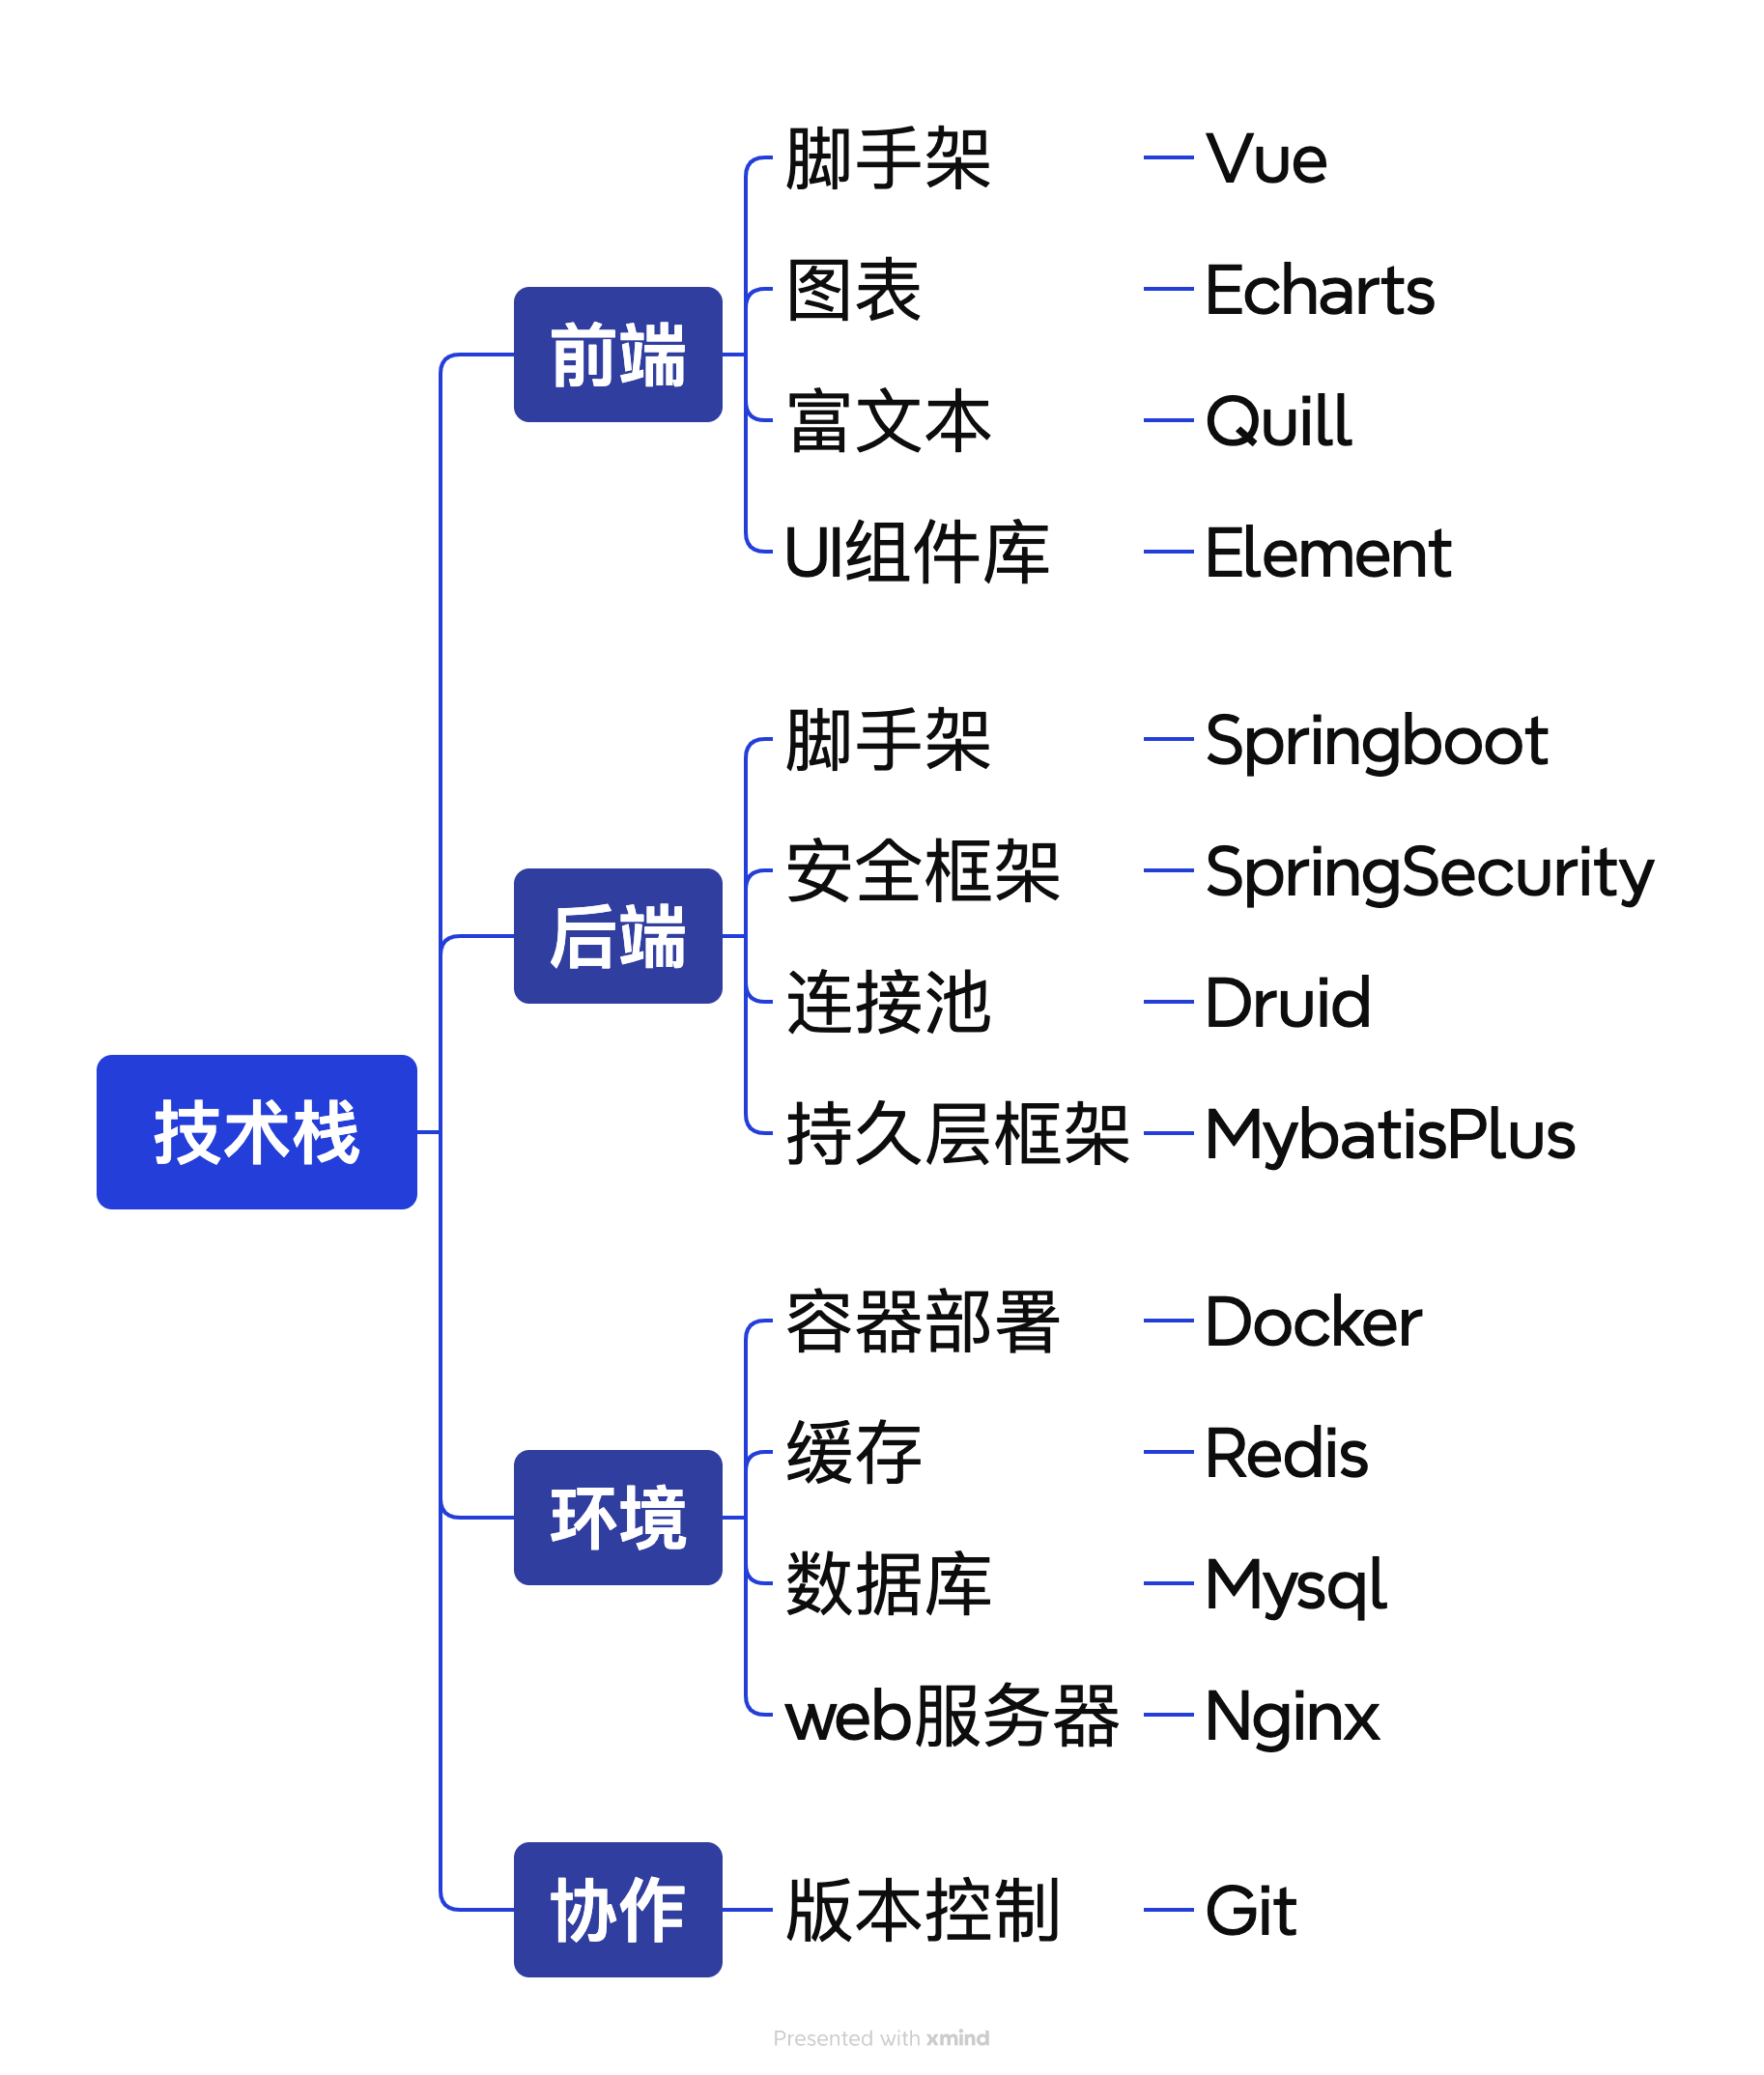 技术栈
前端
脚手架 Vue
图表 Echarts
富文本 Quill
UI组件库 Element
后端
脚手架 Springboot
安全框架 SpringSecurity
连接池 Druid
持久层框架 MybatisPlus
环境
容器部署 Docker
缓存 Redis
数据库 Mysql
web服务器 Nginx
协作
版本控制 Git
Presented with xmind